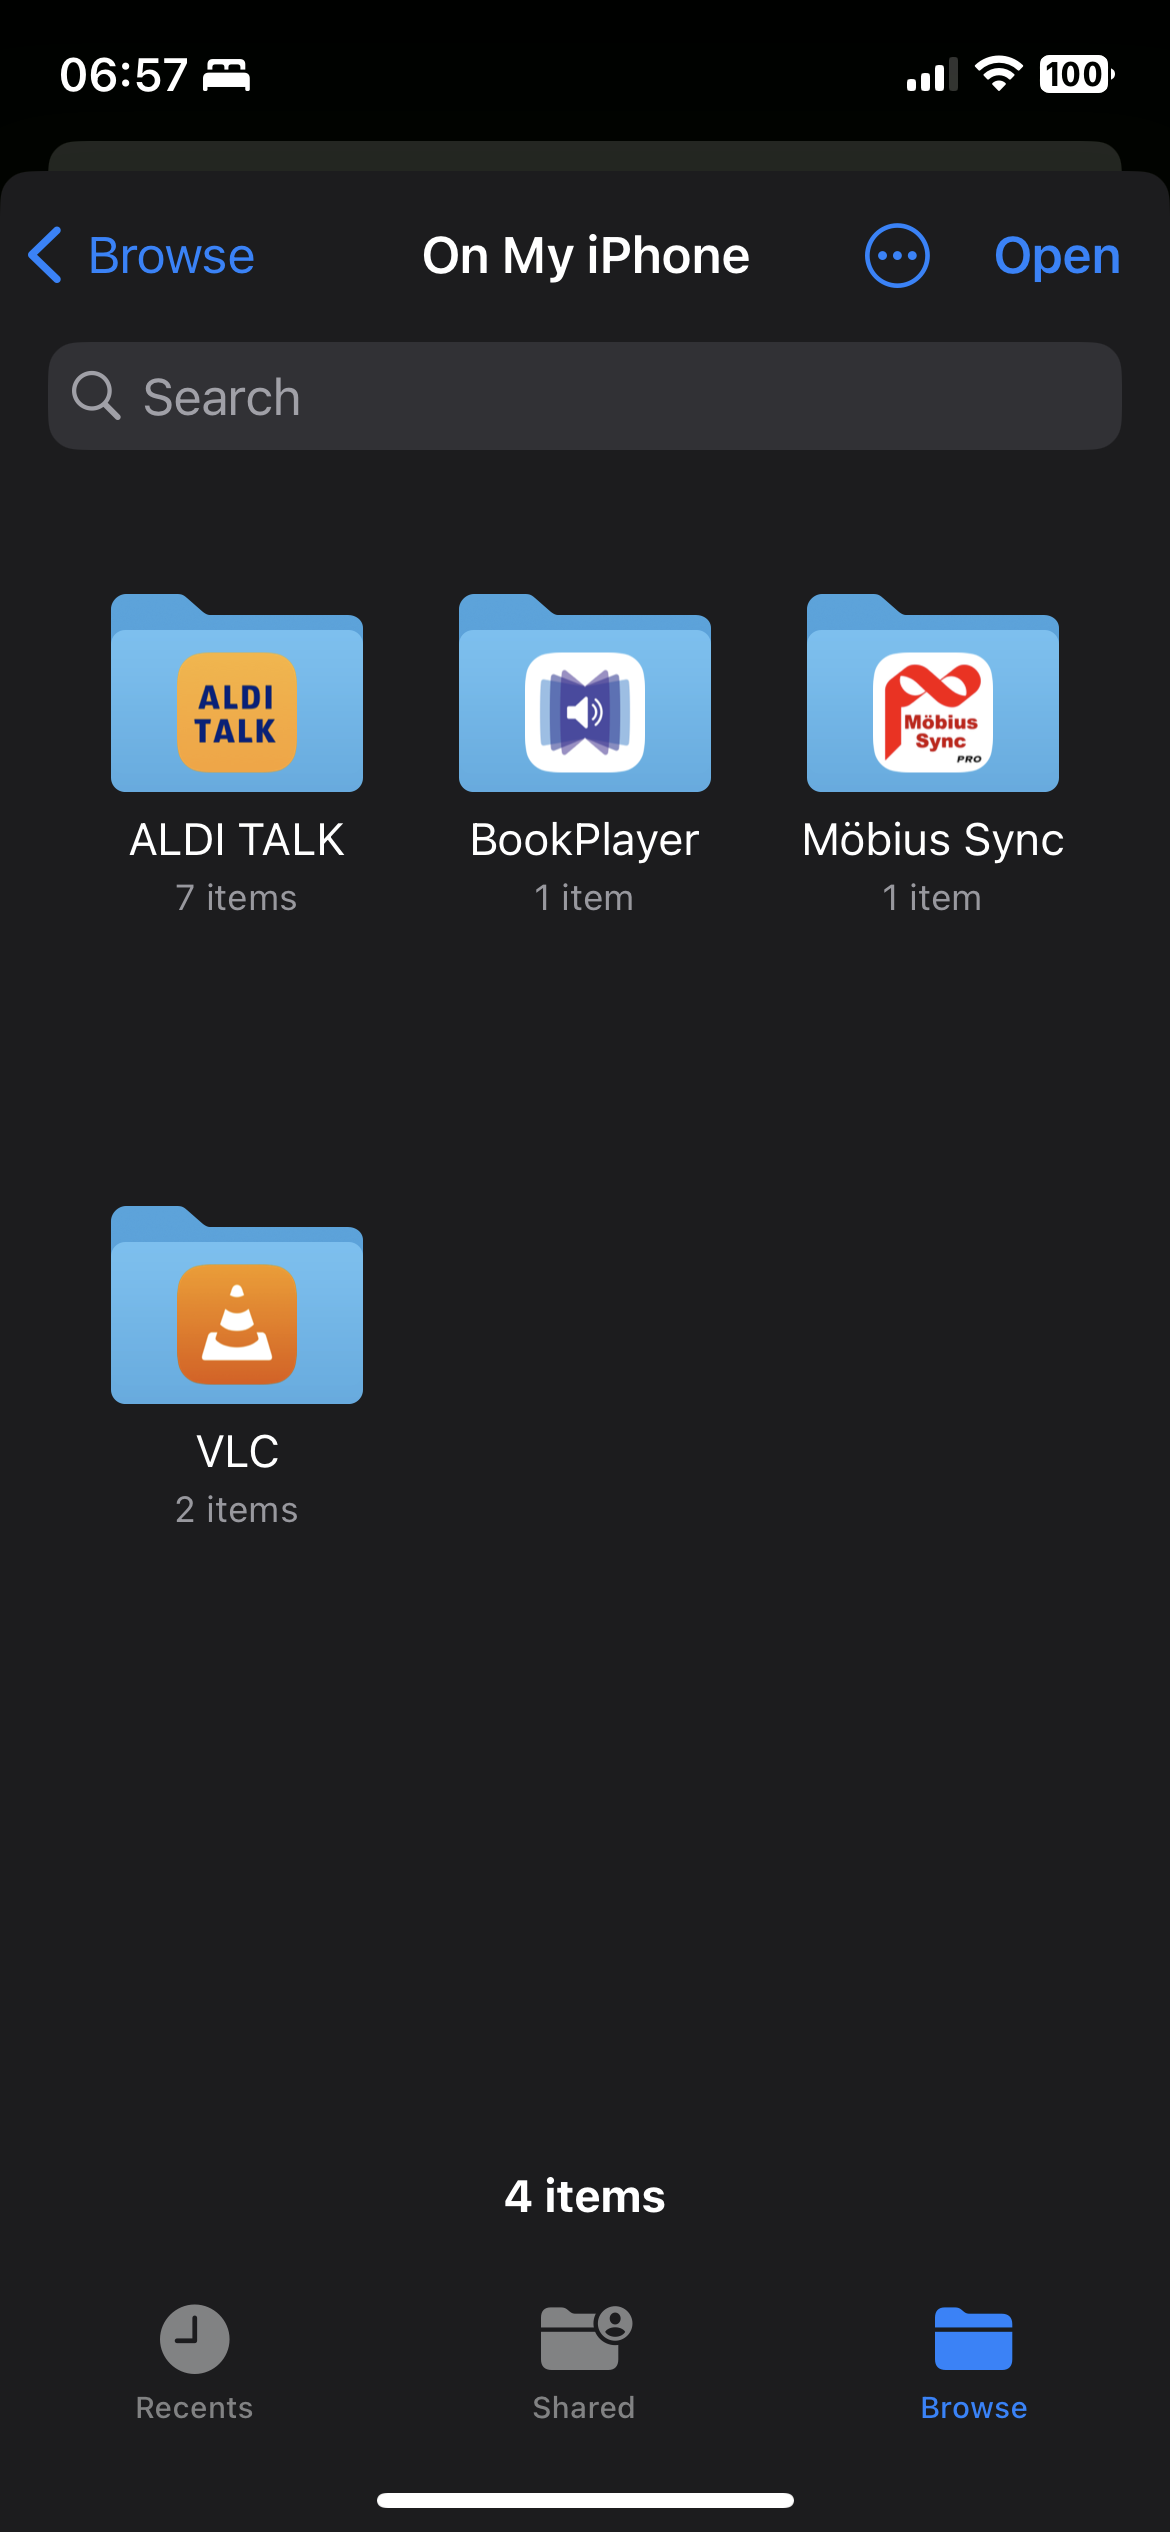 06:57
100
Browse
On My iPhone
Open
Search
ALDI
TALK
Möbius
Sync
PRO
ALDI TALK
BookPlayer
Möbius Sync
7 items
1 item
1 item
VLC
2 items
4 items
Recents
Shared
Browse